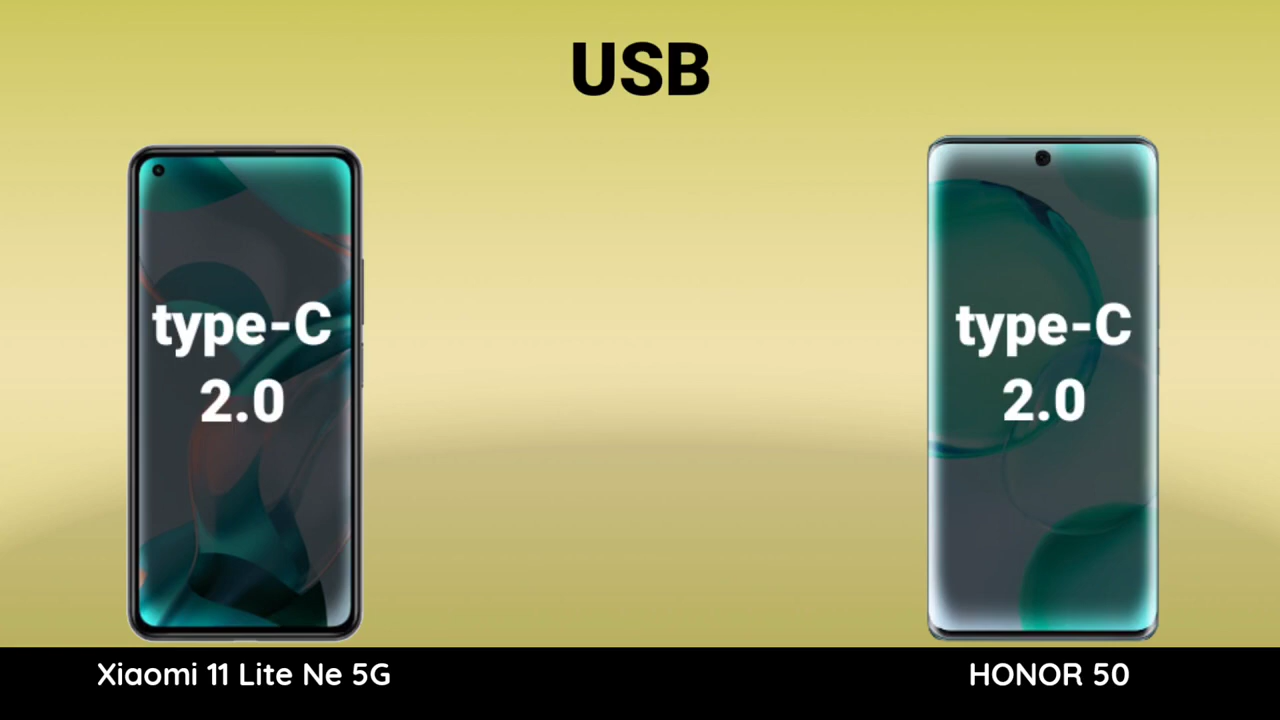 USB
type-C
2.0
type-C
2.0
Xiaomi 11 Lite Ne 5G
HONOR 50